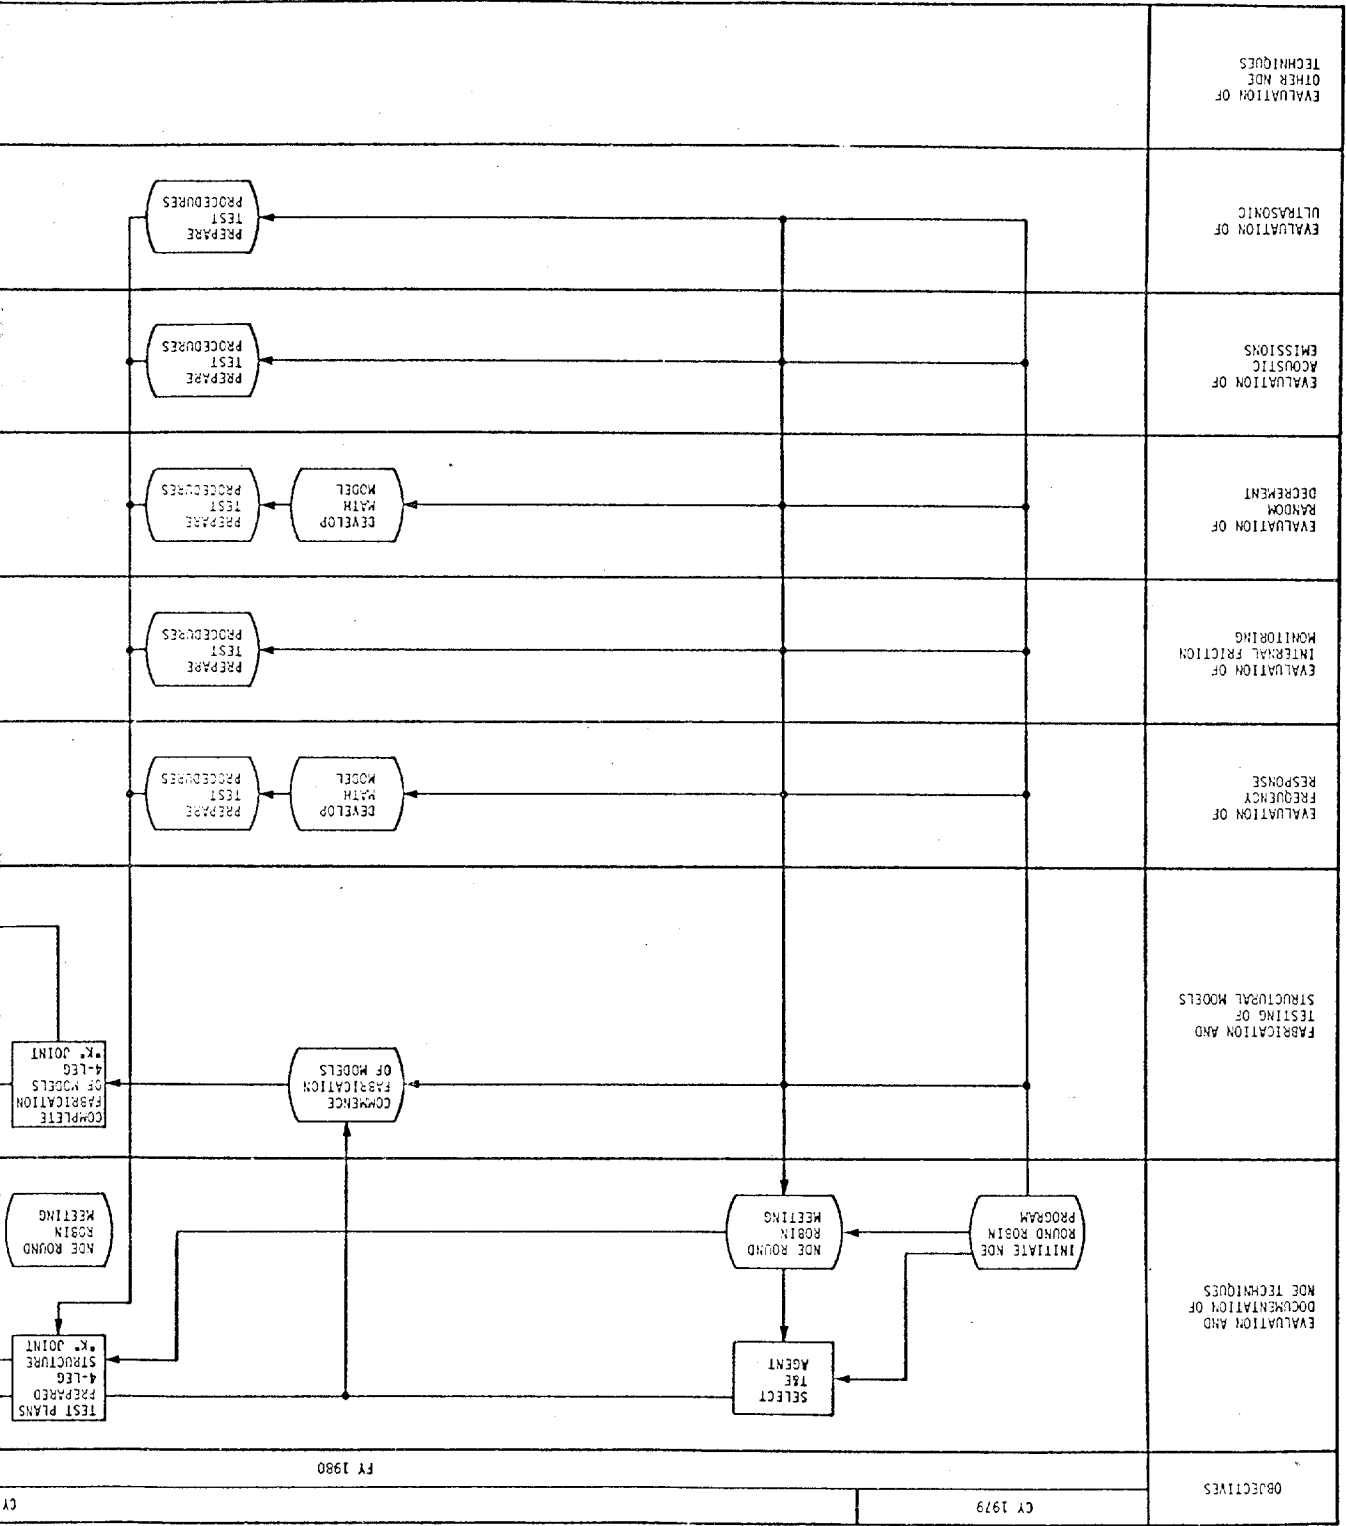 OBJECTIVES
CY 1979
CY
FY 1980
EVALUATION AND
DOCUMENTATION OF
NDE TECHNIQUES
INITIATE NDE
ROUND ROBIN
PROGRAM
SELECT
T&E
AGENT
NDE ROUND
ROBIN
MEETING
TEST PLANS
PREPARED
4-LEG
STRUCTURE
"K" JOINT
NDE ROUND
ROBIN
MEETING
FABRICATION AND
TESTING OF
STRUCTURAL MODELS
COMMENCE
FABRICATION
OF MODELS
COMPLETE
FABRICATION
OF MODELS
4-LEG
"K" JOINT
EVALUATION OF
FREQUENCY
RESPONSE
DEVELOP
MATH
MODEL
PREPARE
TEST
PROCEDURES
EVALUATION OF
INTERNAL FRICTION
MONITORING
PREPARE
TEST
PROCEDURES
EVALUATION OF
RANDOM
DECREMENT
DEVELOP
MATH
MODEL
PREPARE
TEST
PROCEDURES
EVALUATION OF
ACOUSTIC
EMISSIONS
PREPARE
TEST
PROCEDURES
EVALUATION OF
ULTRASONIC
PREPARE
TEST
PROCEDURES
EVALUATION OF
OTHER NDE
TECHNIQUES